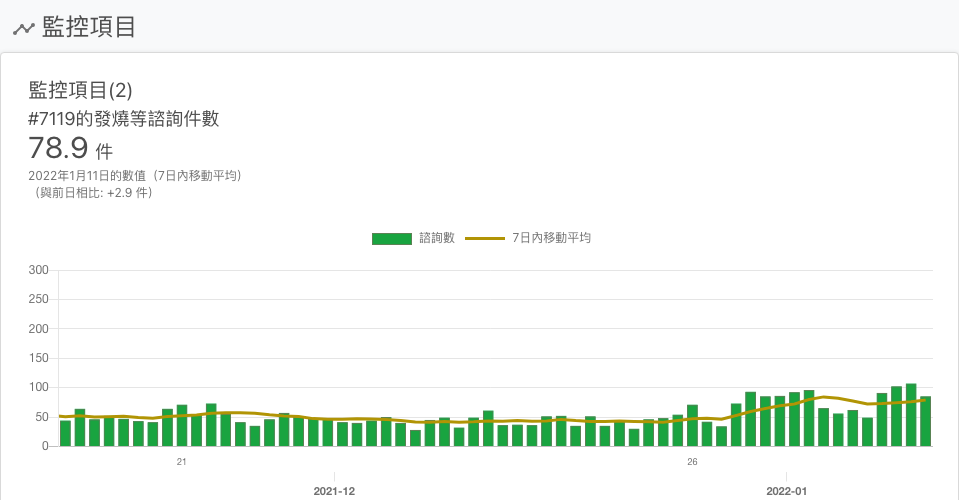 監控項目
監控項目(2)
#7119的發燒等諮詢件數
78.9 件
2022年1月11日的數值（7日內移動平均）
（與前日相比: +2.9 件）
諮詢數 7日內移動平均
300
250
200
150
100
50
0
21 26
2021-12 2022-01